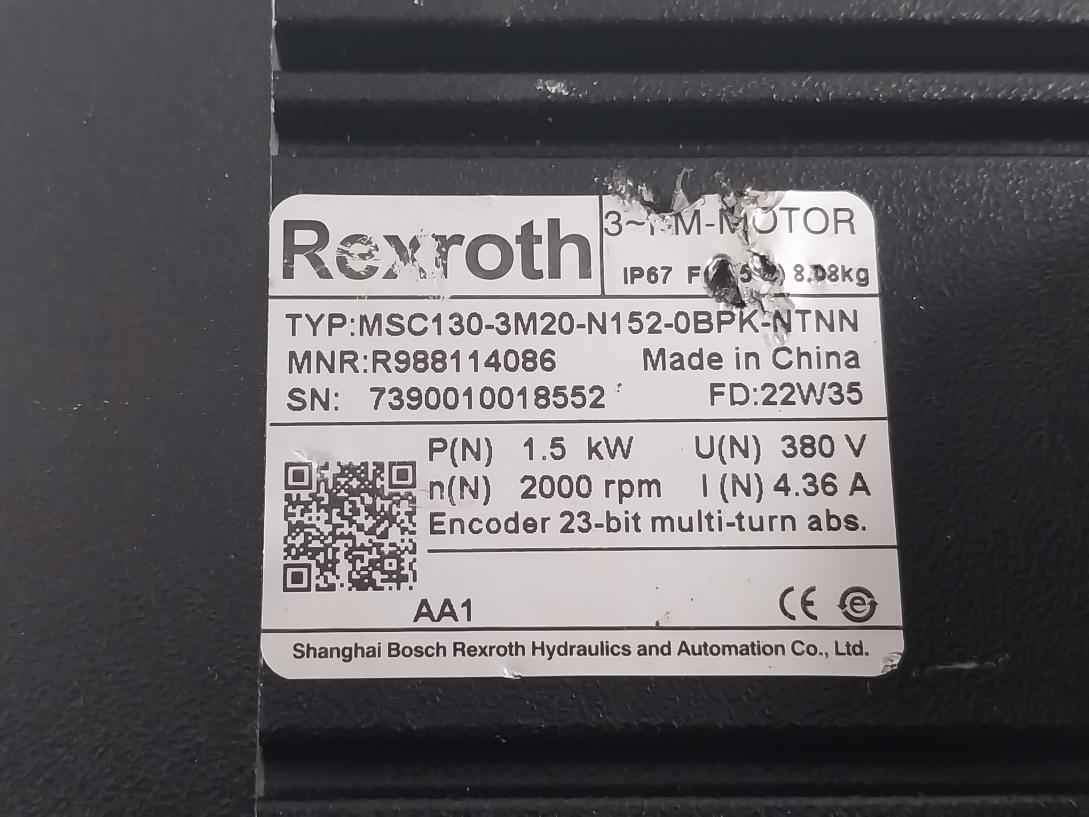 Rexroth
3~PM-MOTOR
IP67 8.08kg
TYP:MSC130-3M20-N152-0BPK-NTNN
MNR:R988114086 Made in China
SN: 7390010018552 FD:22W35
P(N) 1.5 kW U(N) 380 V
n(N) 2000 rpm I (N) 4.36 A
Encoder 23-bit multi-turn abs.
AA1
CE e
Shanghai Bosch Rexroth Hydraulics and Automation Co., Ltd.